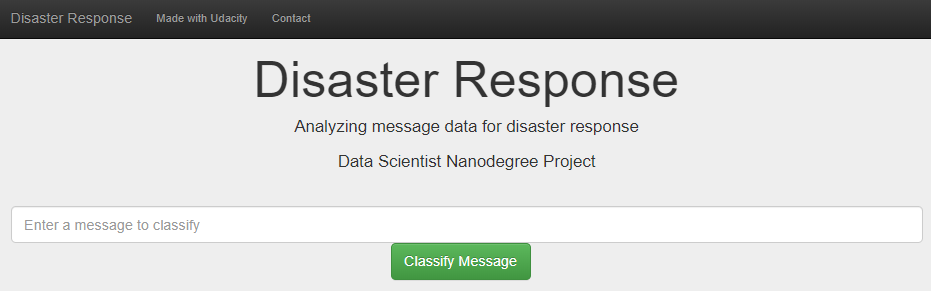 Disaster Response Made with Udacity Contact
Disaster Response
Analyzing message data for disaster response
Data Scientist Nanodegree Project
Enter a message to classify
Classify Message